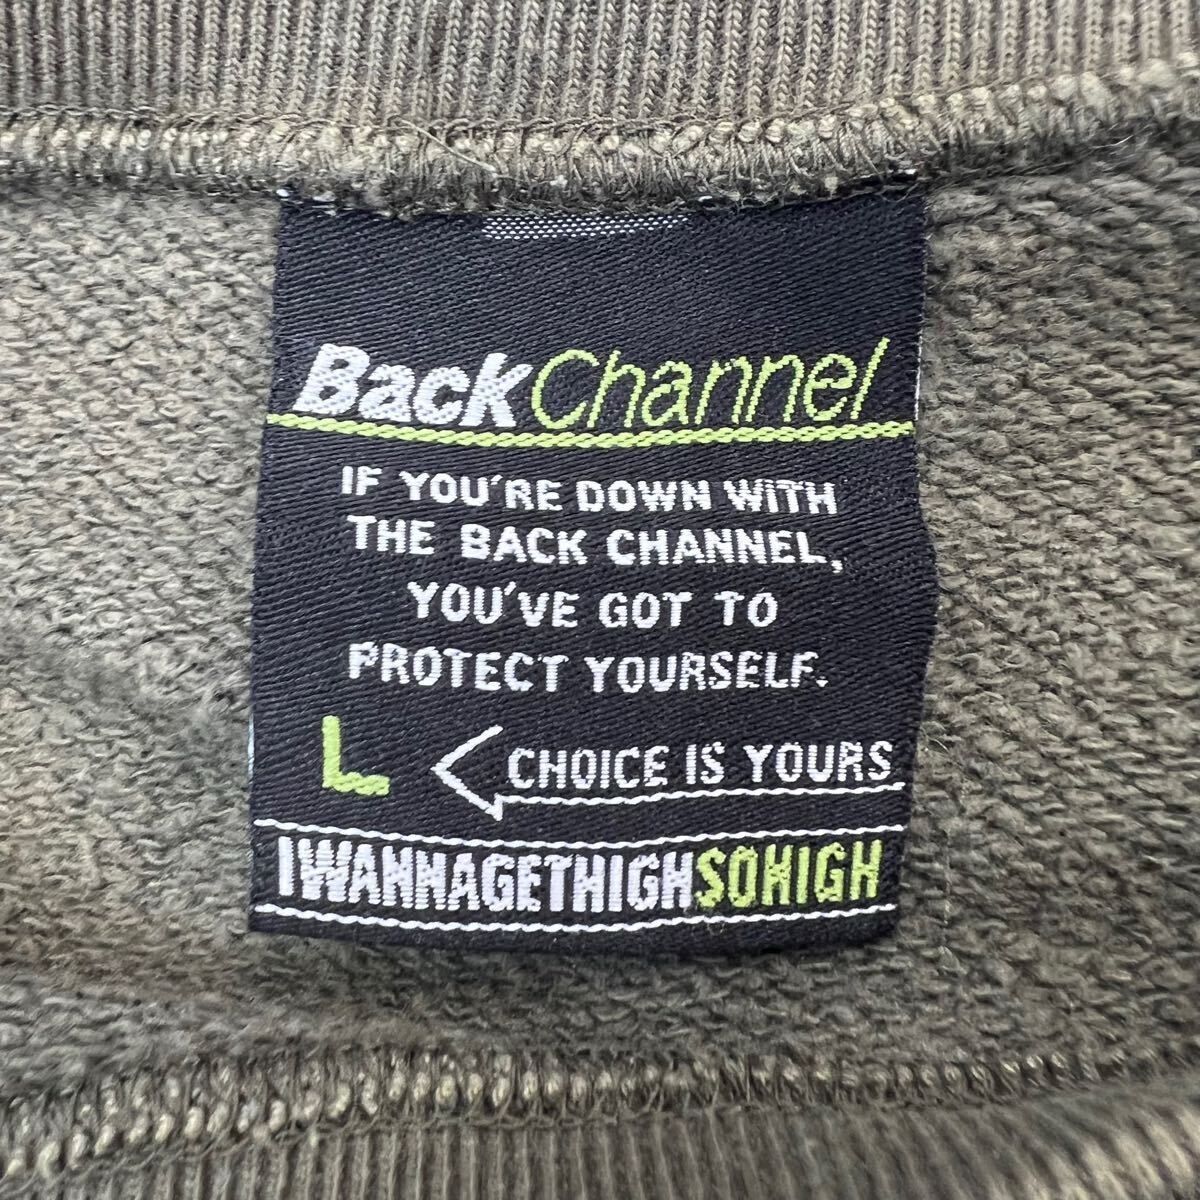 BackChannel
IF YOU'RE DOWN WITH
THE BACK CHANNEL,
YOU'VE GOT TO
PROTECT YOURSELF.
L CHOICE IS YOURS
IWANNAGETHIGHSOHIGH